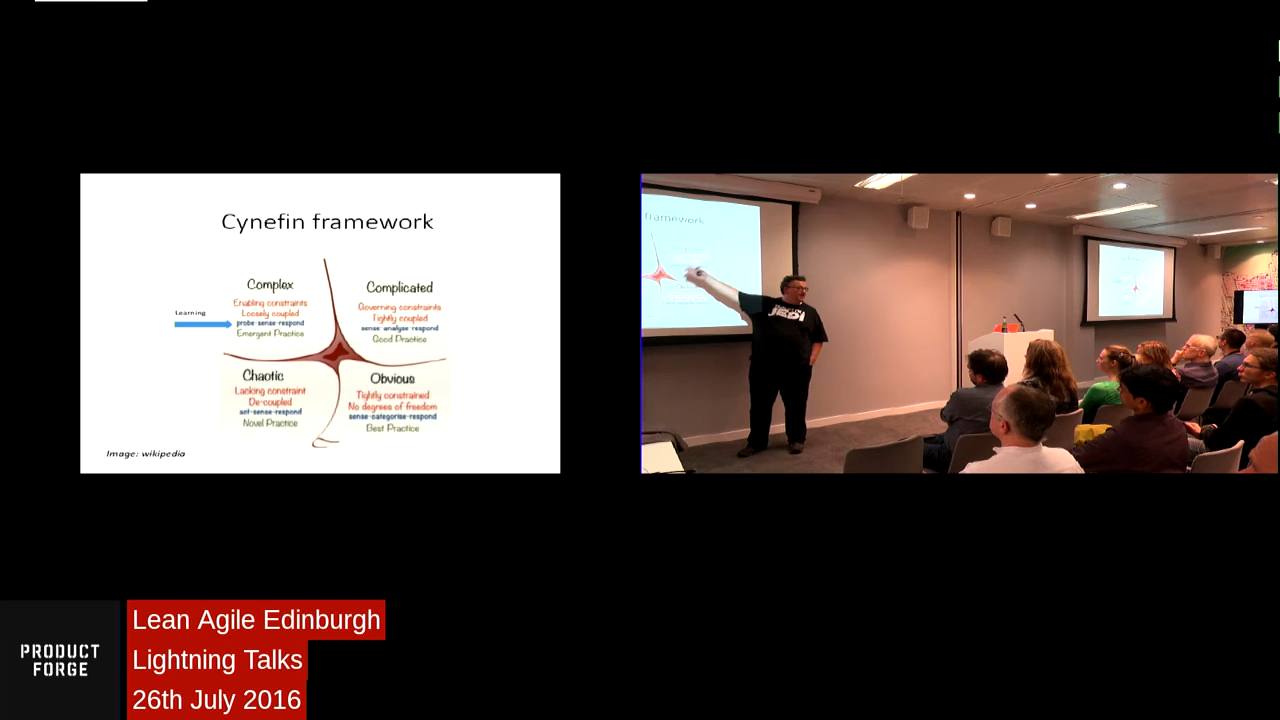 Cynefin framework
Complex
Enabling constraints
Loosely coupled
probe-sense-respond
Emergent Practice
Complicated
Governing constraints
Tightly coupled
sense-analyse-respond
Good Practice
Learning
Chaotic
Lacking constraint
De-coupled
act-sense-respond
Novel Practice
Obvious
Tightly constrained
No degrees of freedom
sense-categorise-respond
Best Practice
Image: wikipedia
framework
JEDI
PRODUCT
FORGE
Lean Agile Edinburgh
Lightning Talks
26th July 2016